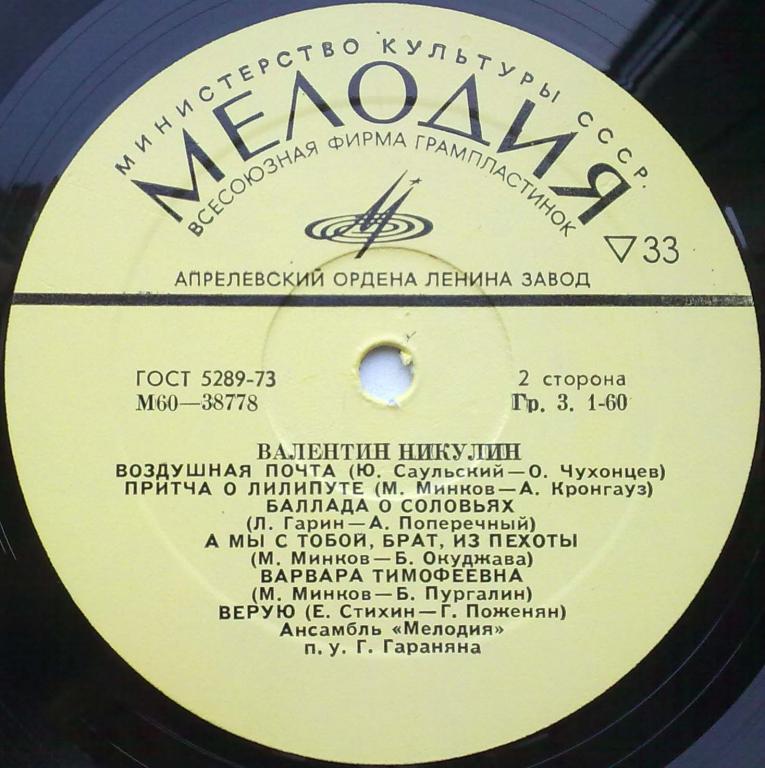 МИНИСТЕРСТВО КУЛЬТУРЫ СССР.
МЕЛОДИЯ
ВСЕСОЮЗНАЯ ФИРМА ГРАМПЛАСТИНОК
▽33
АПРЕЛЕВСКИЙ ОРДЕНА ЛЕНИНА ЗАВОД
ГОСТ 5289-73 2 сторона
М60—38778 Гр. 3. 1-60
ВАЛЕНТИН НИКУЛИН
ВОЗДУШНАЯ ПОЧТА (Ю. Саульский—О. Чухонцев)
ПРИТЧА О ЛИЛИПУТЕ (М. Минков—А. Кронгауз)
БАЛЛАДА О СОЛОВЬЯХ
(Л. Гарин—А. Поперечный)
А МЫ С ТОБОЙ, БРАТ, ИЗ ПЕХОТЫ
(М. Минков—Б. Окуджава)
ВАРВАРА ТИМОФЕЕВНА
(М. Минков—Б. Пургалин)
ВЕРУЮ (Е. Стихин—Г. Поженян)
Ансамбль «Мелодия»
п. у. Г. Гараняна